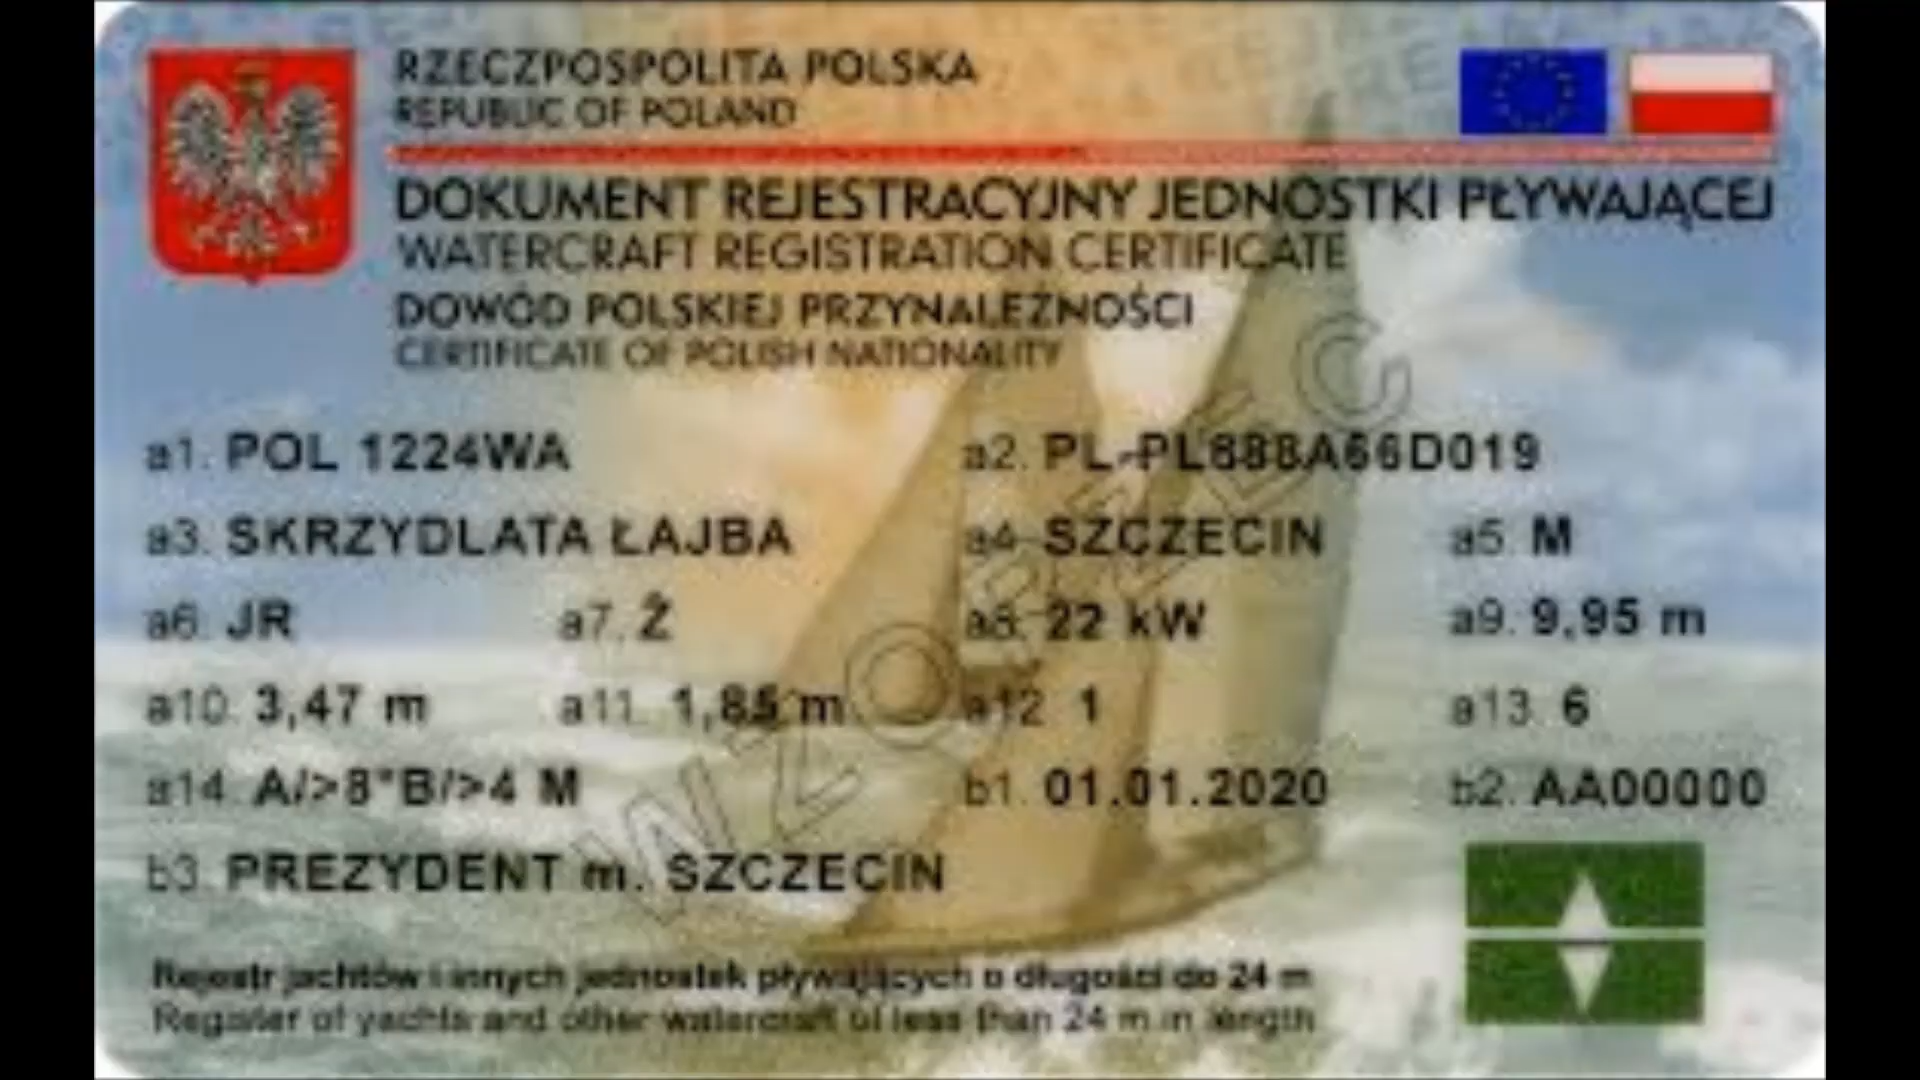 RZECZPOSPOLITA POLSKA
REPUBLIC OF POLAND
DOKUMENT REJESTRACYJNY JEDNOSTKI PŁYWAJĄCEJ
WATERCRAFT REGISTRATION CERTIFICATE
DOWÓD POLSKIEJ PRZYNALEŻNOŚCI
CERTIFICATE OF POLISH NATIONALITY
a1. POL 1224WA a2. PL-PL688A66D019
a3. SKRZYDLATA ŁAJBA a4. SZCZECIN a5. M
a6. JR a7. Ż a8. 22 kW a9. 9,95 m
a10. 3,47 m a11. 1,85 m a12. 1 a13. 6
a14. A/>8°B/>4 M b1. 01.01.2020 b2. AA00000
b3. PREZYDENT m. SZCZECIN
Rejestr jachtów i innych jednostek pływających o długości do 24 m
Register of yachts and other watercraft of less than 24 m in length
WZORZEC